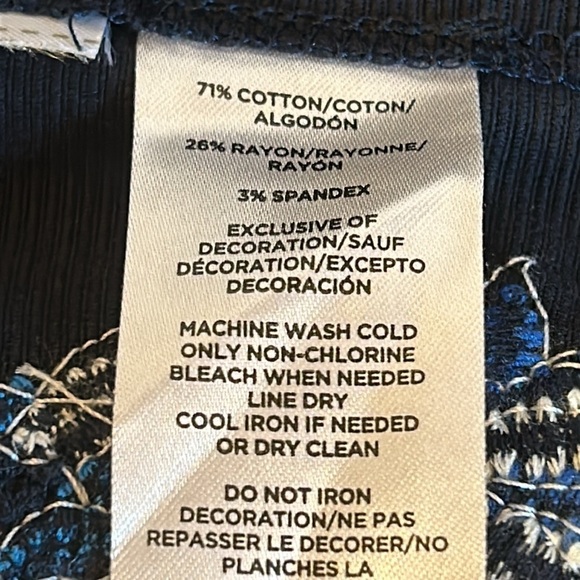 71% COTTON/COTON/
ALGODÓN
26% RAYON/RAYONNE/
RAYÓN
3% SPANDEX
EXCLUSIVE OF
DECORATION/SAUF
DÉCORATION/EXCEPTO
DECORACIÓN
MACHINE WASH COLD
ONLY NON-CHLORINE
BLEACH WHEN NEEDED
LINE DRY
COOL IRON IF NEEDED
OR DRY CLEAN
DO NOT IRON
DECORATION/NE PAS
REPASSER LE DECORER/NO
PLANCHES LA